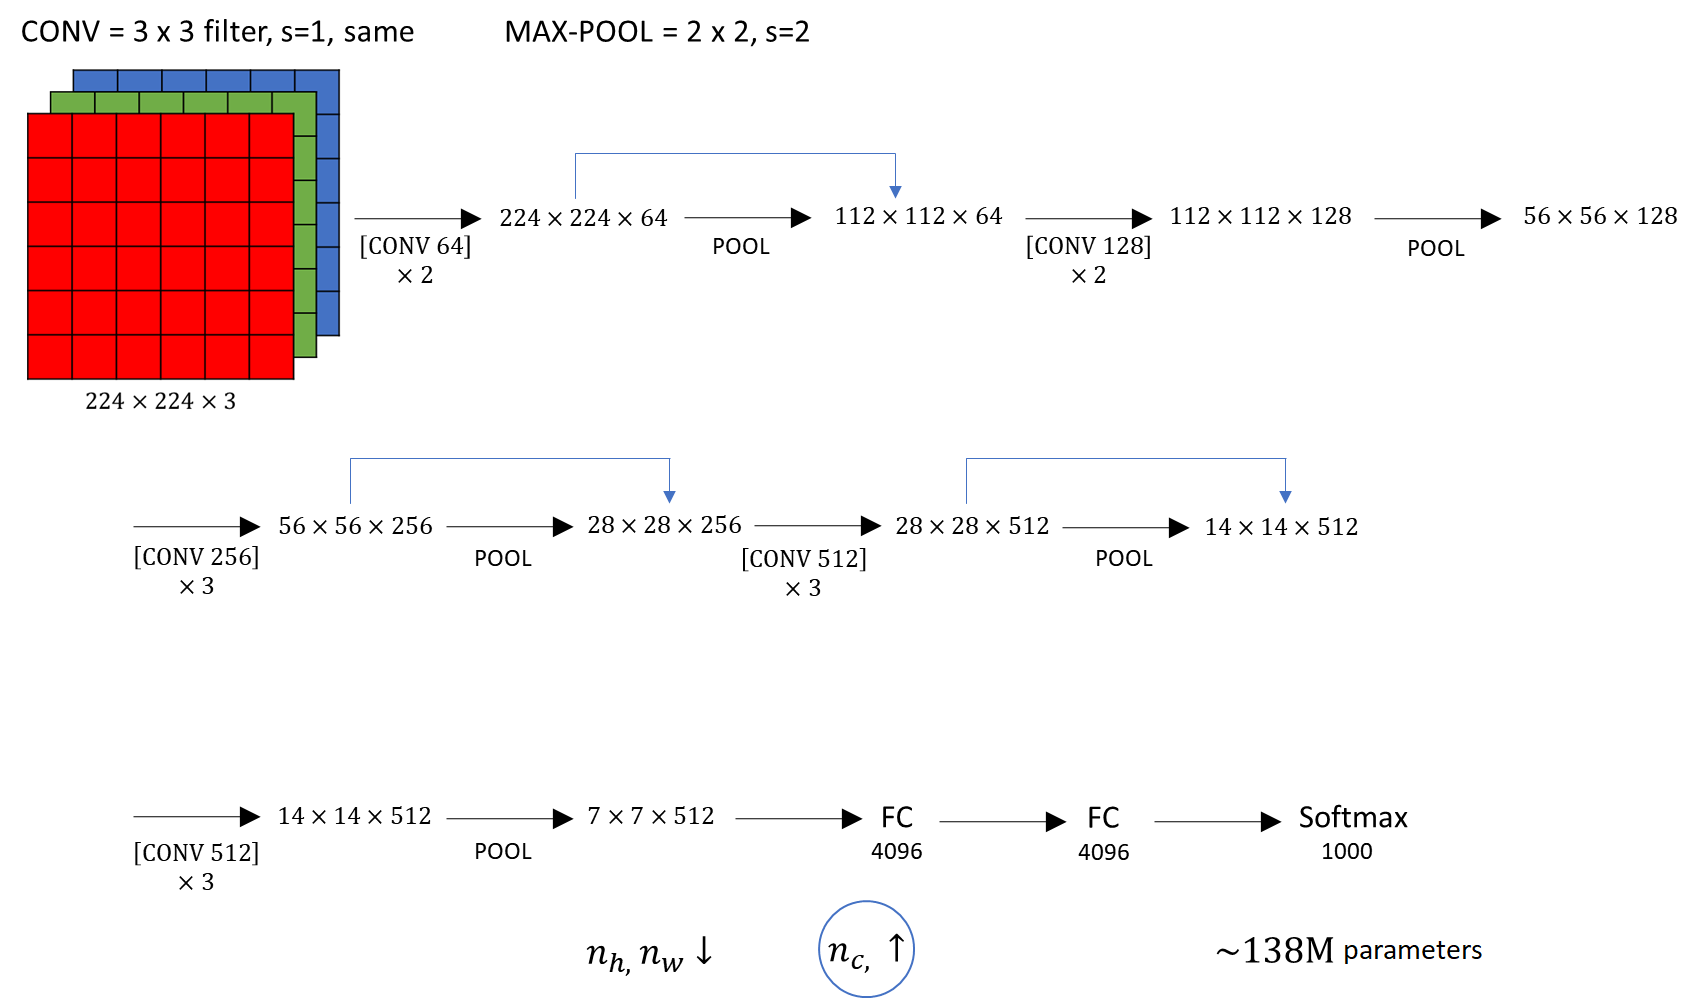 CONV = 3 x 3 filter, s=1, same
MAX-POOL = 2 x 2, s=2
224 × 224 × 3
[CONV 64]
× 2
224 × 224 × 64
POOL
112 × 112 × 64
[CONV 128]
× 2
112 × 112 × 128
POOL
56 × 56 × 128
[CONV 256]
× 3
56 × 56 × 256
POOL
28 × 28 × 256
[CONV 512]
× 3
28 × 28 × 512
POOL
14 × 14 × 512
[CONV 512]
× 3
14 × 14 × 512
POOL
7 × 7 × 512
FC
4096
FC
4096
Softmax
1000
n_h, n_w ↓
n_c, ↑
~138M parameters